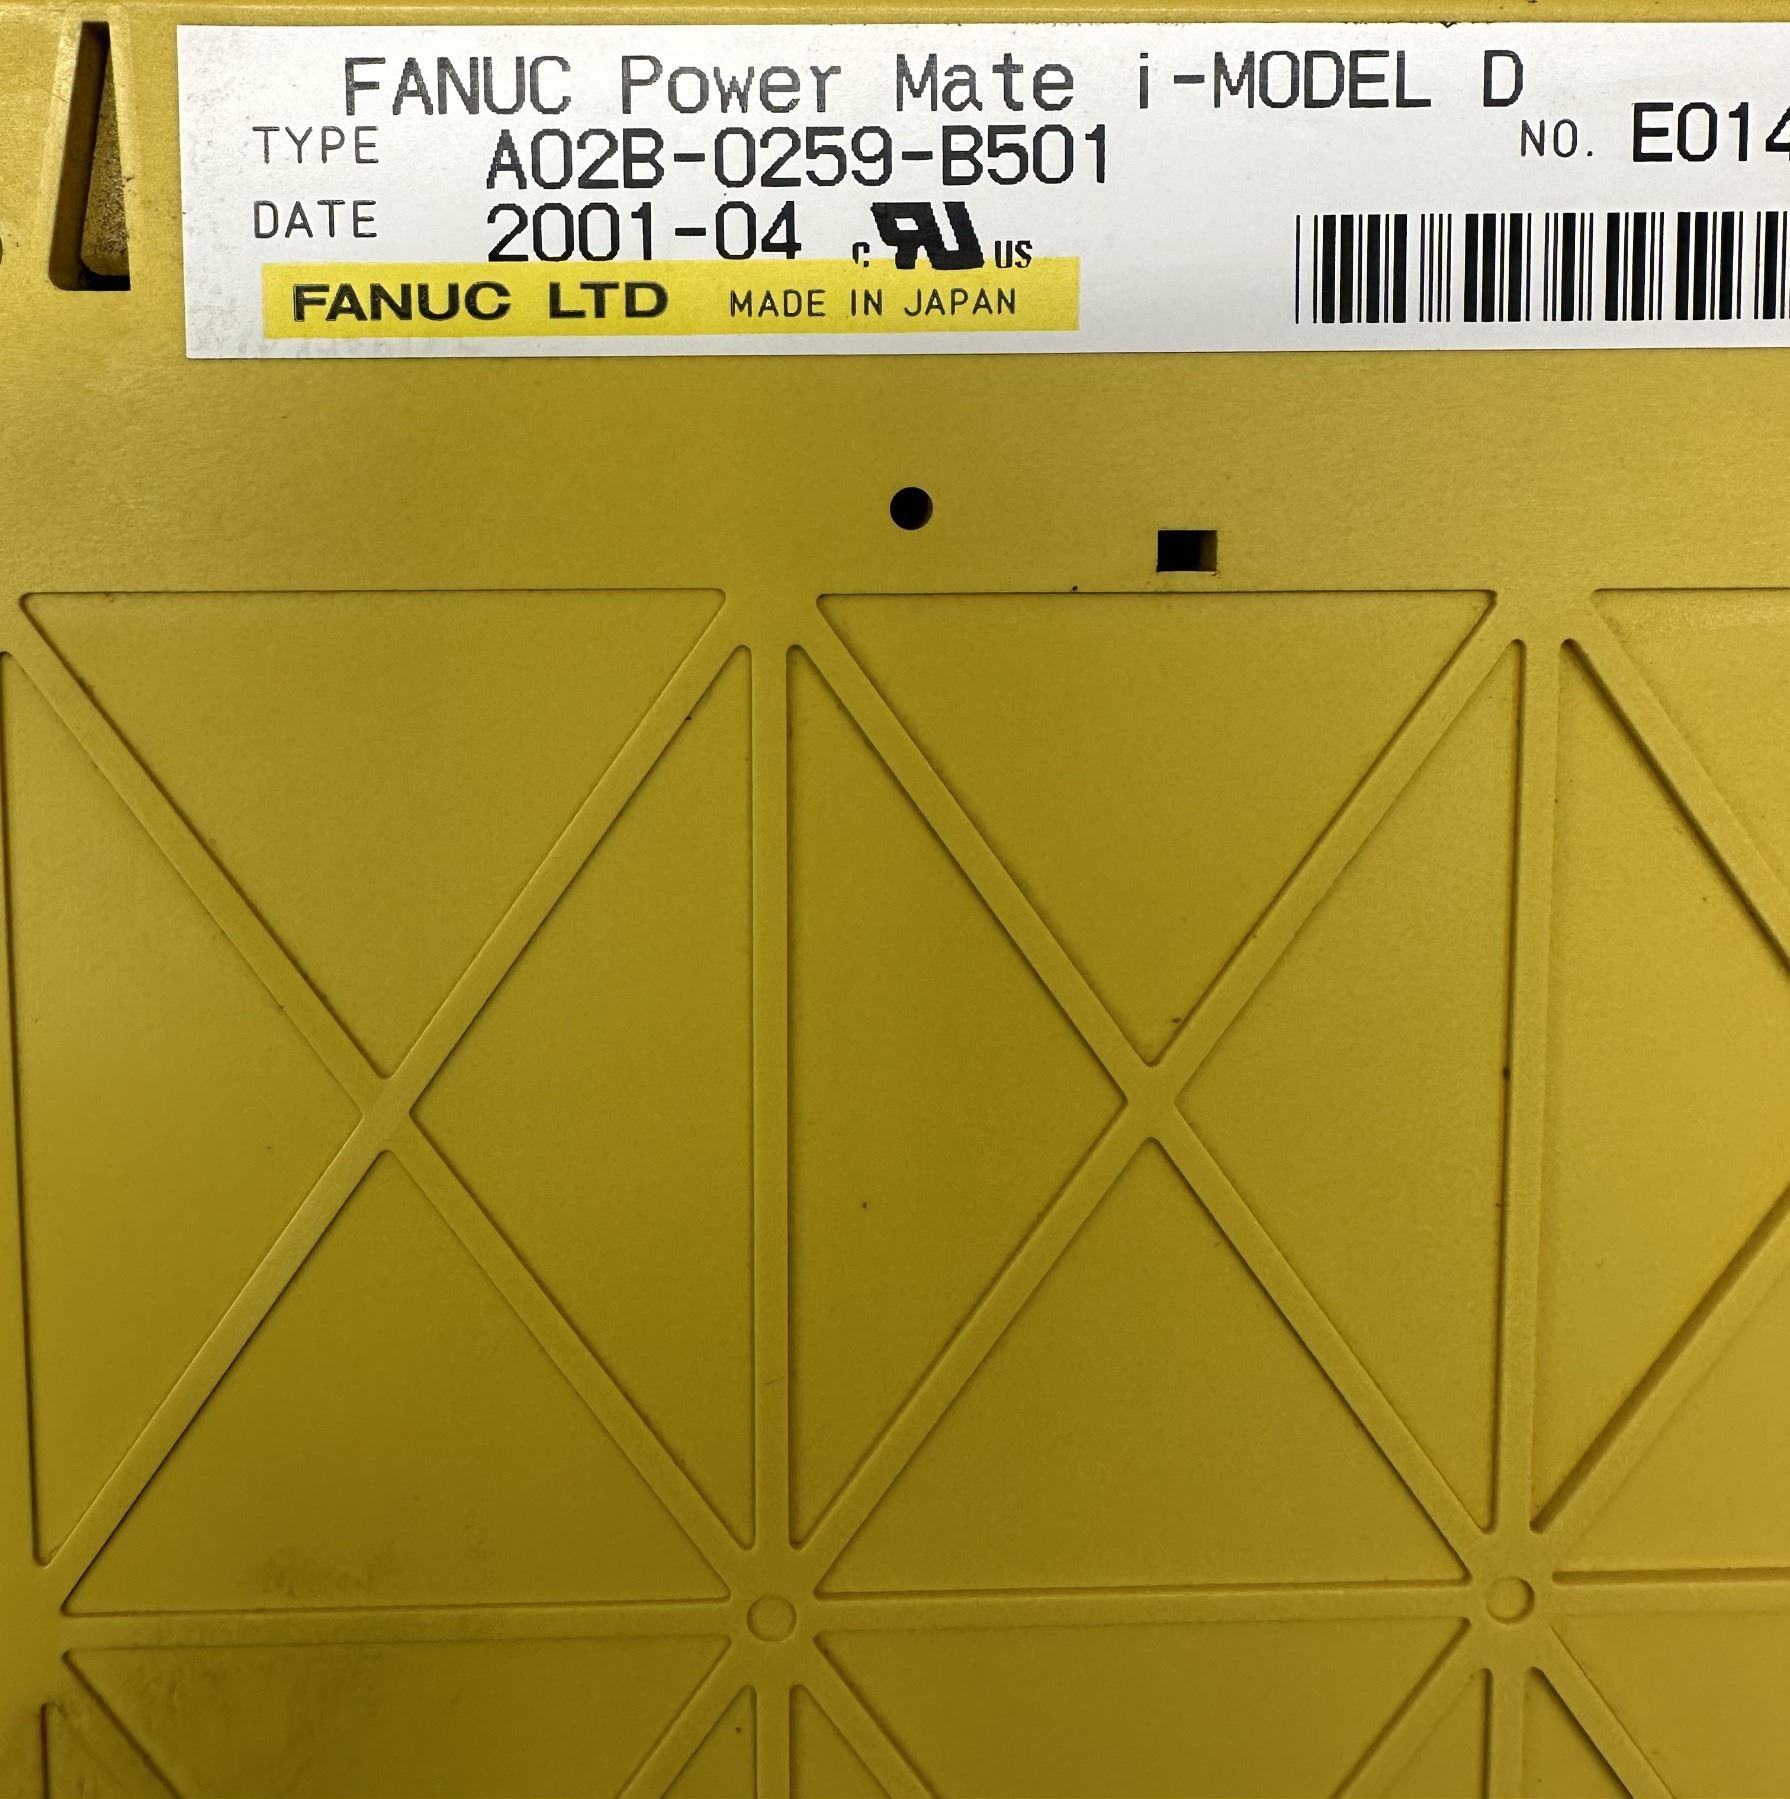 FANUC Power Mate i-MODEL D
TYPE A02B-0259-B501 NO. E014
DATE 2001-04 c RU US
FANUC LTD MADE IN JAPAN